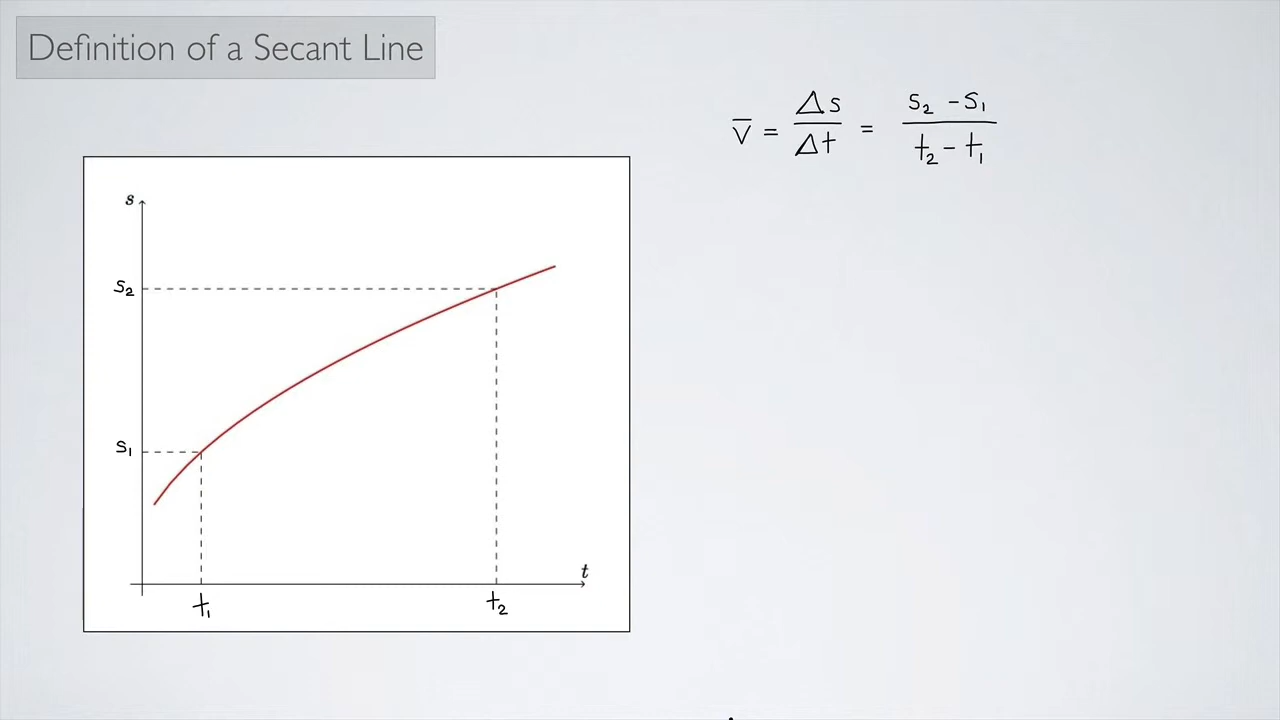 Definition of a Secant Line
v̄ = Δs/Δt = s₂ - s₁/t₂ - t₁
s
s₂
s₁
t
t₁ t₂